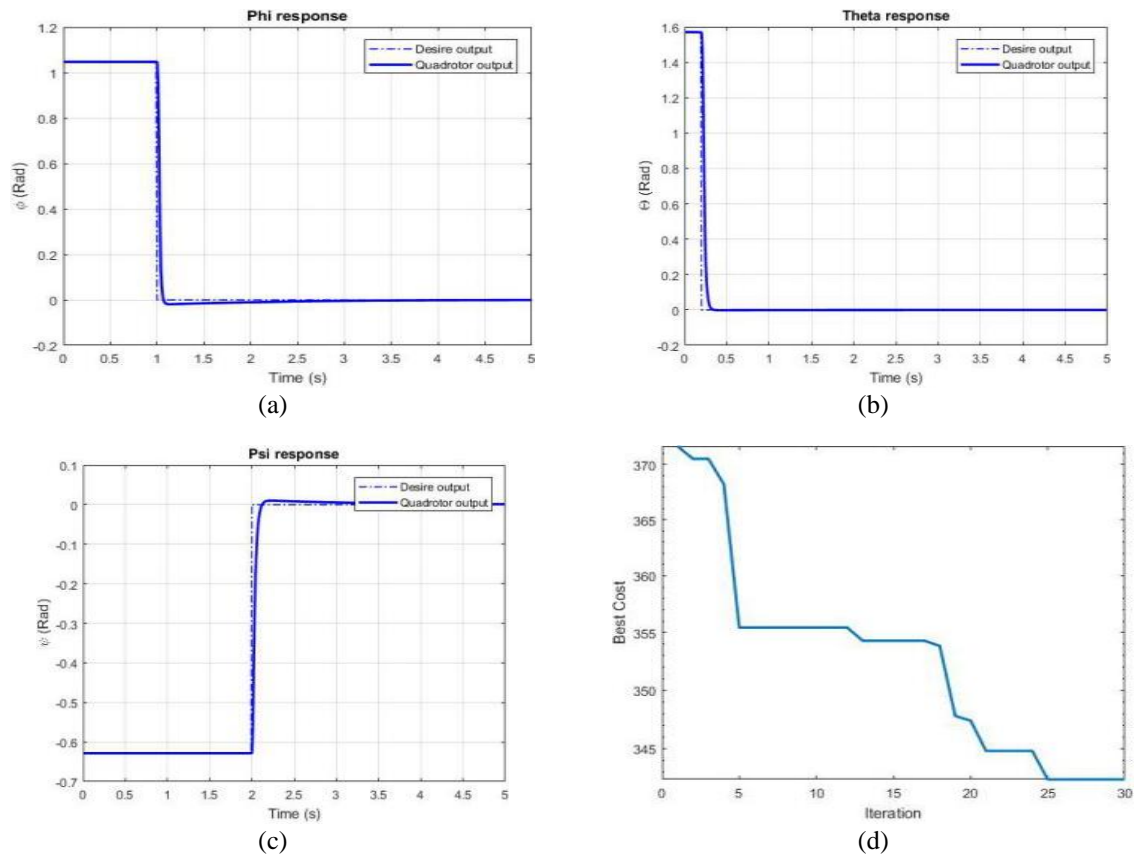 Phi response
1.2
1
0.8
0.6
0.4
0.2
0
-0.2
ϕ (Rad)
Desire output
Quadrotor output
0 0.5 1 1.5 2 2.5 3 3.5 4 4.5 5
Time (s)
(a)
Theta response
1.6
1.4
1.2
1
0.8
0.6
0.4
0.2
0
-0.2
Θ (Rad)
Desire output
Quadrotor output
0 0.5 1 1.5 2 2.5 3 3.5 4 4.5 5
Time (s)
(b)
Psi response
0.1
0
-0.1
-0.2
-0.3
-0.4
-0.5
-0.6
-0.7
ψ (Rad)
Desire output
Quadrotor output
0 0.5 1 1.5 2 2.5 3 3.5 4 4.5 5
Time (s)
(c)
370
365
360
355
350
345
Best Cost
0 5 10 15 20 25 30
Iteration
(d)